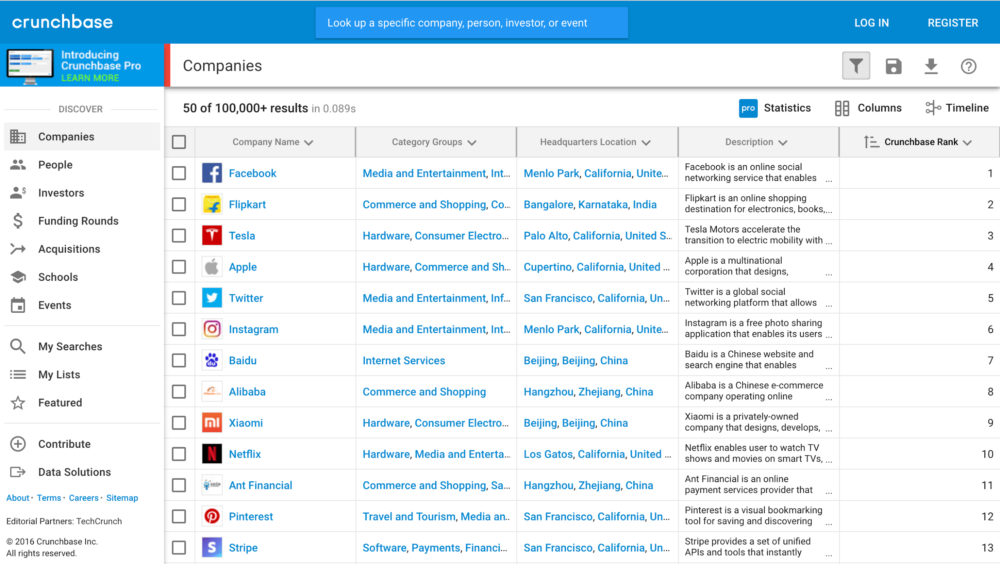 crunchbase
Look up a specific company, person, investor, or event
LOG IN
REGISTER
Introducing
Crunchbase Pro
LEARN MORE
Companies
DISCOVER
Companies
People
Investors
Funding Rounds
Acquisitions
Schools
Events
My Searches
My Lists
Featured
Contribute
Data Solutions
About · Terms · Careers · Sitemap
Editorial Partners: TechCrunch
© 2016 Crunchbase Inc.
All rights reserved.
50 of 100,000+ results in 0.089s
pro Statistics
Columns
Timeline
Company Name Category Groups Headquarters Location Description Crunchbase Rank
Facebook Media and Entertainment, Int... Menlo Park, California, Unite... Facebook is an online social 1
networking service that enables ...
Flipkart Commerce and Shopping, Co... Bangalore, Karnataka, India Flipkart is an online shopping 2
destination for electronics, books,...
Tesla Hardware, Consumer Electro... Palo Alto, California, United S... Tesla Motors accelerate the 3
transition to electric mobility with ...
Apple Hardware, Commerce and Sh... Cupertino, California, United ... Apple is a multinational 4
corporation that designs, ...
Twitter Media and Entertainment, Inf... San Francisco, California, Un... Twitter is a global social 5
networking platform that allows ...
Instagram Media and Entertainment, Int... Menlo Park, California, Unite... Instagram is a free photo sharing 6
application that enables its users ...
Baidu Internet Services Beijing, Beijing, China Baidu is a Chinese website and 7
search engine that enables ...
Alibaba Commerce and Shopping Hangzhou, Zhejiang, China Alibaba is a Chinese e-commerce 8
company operating online ...
Xiaomi Hardware, Consumer Electro... Beijing, Beijing, China Xiaomi is a privately-owned 9
company that designs, develops, ...
Netflix Hardware, Media and Enterta... Los Gatos, California, United ... Netflix enables user to watch TV 10
shows and movies on smart TVs, ...
Ant Financial Commerce and Shopping, Sa... Hangzhou, Zhejiang, China Ant Financial is an online 11
payment services provider that ...
Pinterest Travel and Tourism, Media an.. San Francisco, California, Un... Pinterest is a visual bookmarking 12
tool for saving and discovering ...
Stripe Software, Payments, Financi... San Francisco, California, Un... Stripe provides a set of unified 13
APIs and tools that instantly ...